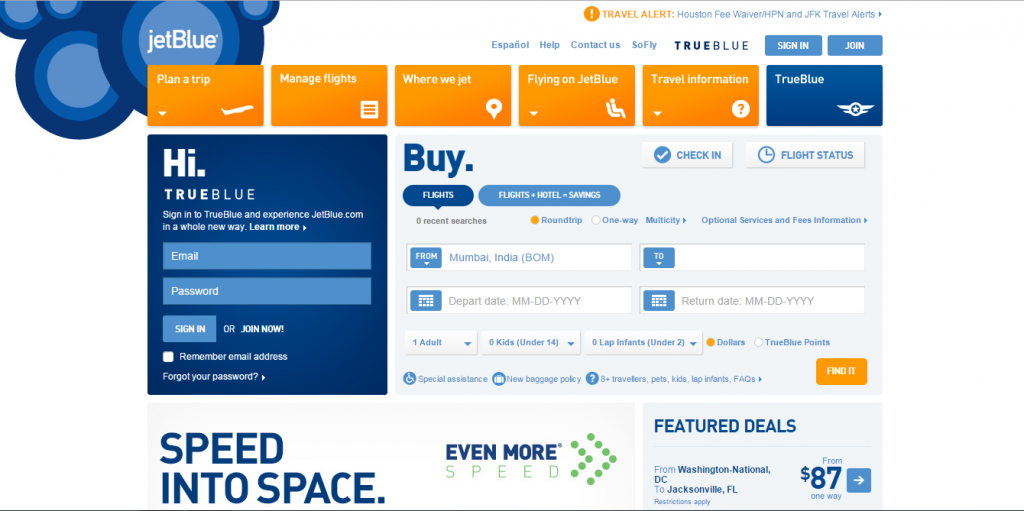 TRAVEL ALERT: Houston Fee Waiver/HPN and JFK Travel Alerts
jetBlue®
Español Help Contact us SoFly TRUEBLUE SIGN IN JOIN
Plan a trip Manage flights Where we jet Flying on JetBlue Travel information TrueBlue
Hi.
TRUEBLUE
Sign in to TrueBlue and experience JetBlue.com
in a whole new way. Learn more
Email
Password
SIGN IN OR JOIN NOW!
Remember email address
Forgot your password?
Buy.
CHECK IN FLIGHT STATUS
FLIGHTS FLIGHTS + HOTEL = SAVINGS
0 recent searches Roundtrip One-way Multicity Optional Services and Fees Information
FROM Mumbai, India (BOM) TO
Depart date: MM-DD-YYYY Return date: MM-DD-YYYY
1 Adult 0 Kids (Under 14) 0 Lap Infants (Under 2) Dollars TrueBlue Points
Special assistance New baggage policy 8+ travellers, pets, kids, lap infants, FAQs
FIND IT
SPEED
INTO SPACE.
EVEN MORE®
SPEED
FEATURED DEALS
From Washington-National,
DC
To Jacksonville, FL
Restrictions apply
From
$87
one way